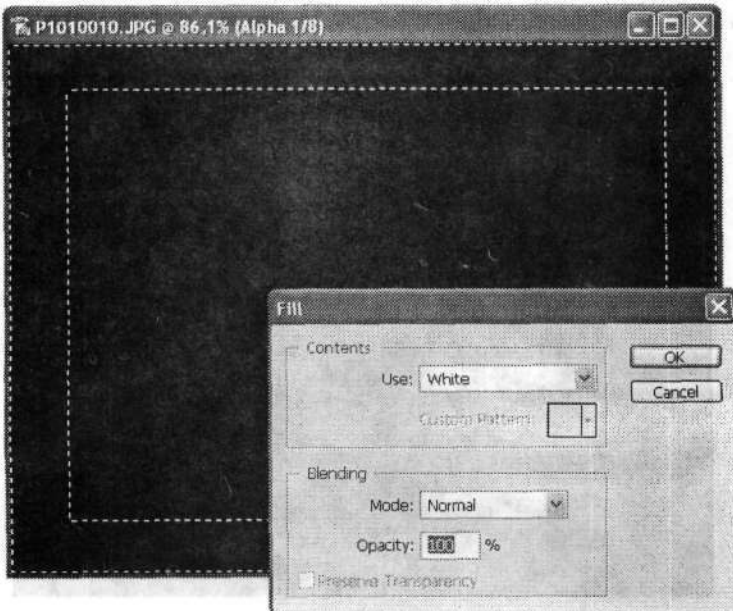 P1010010.JPG @ 86,1% (Alpha 1/8)
Fill
Contents
OK
Use: White
Cancel
Custom Pattern:
Blending
Mode: Normal
Opacity: 100 %
Preserve Transparency